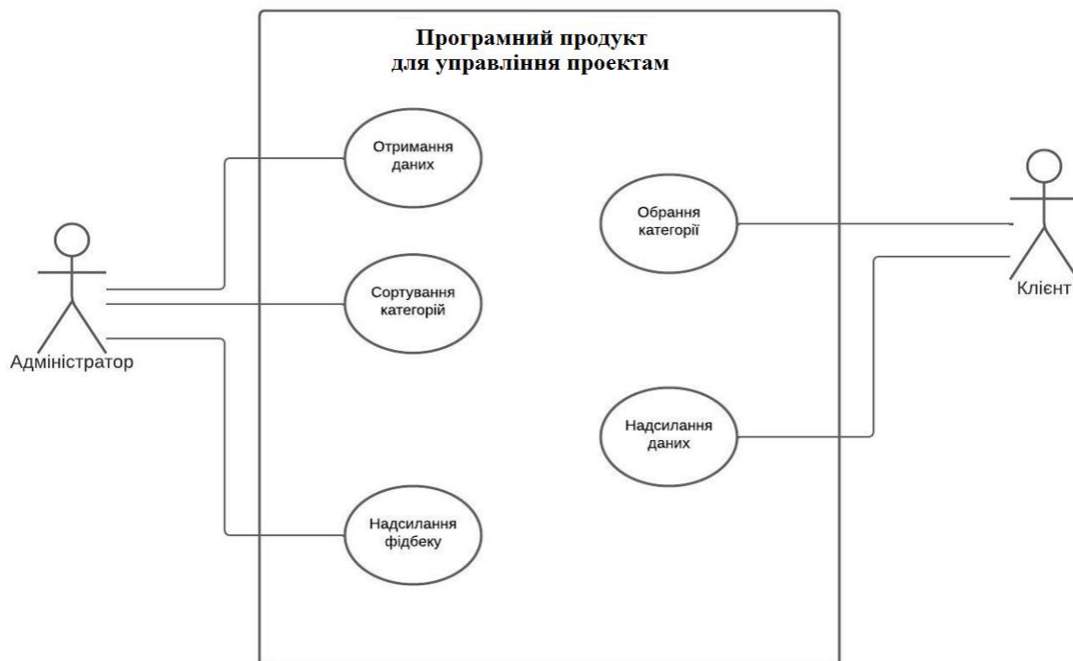 Програмний продукт
для управління проектам
Отримання
даних
Обрання
категорії
Сортування
категорій
Клієнт
Адміністратор
Надсилання
даних
Надсилання
фідбеку